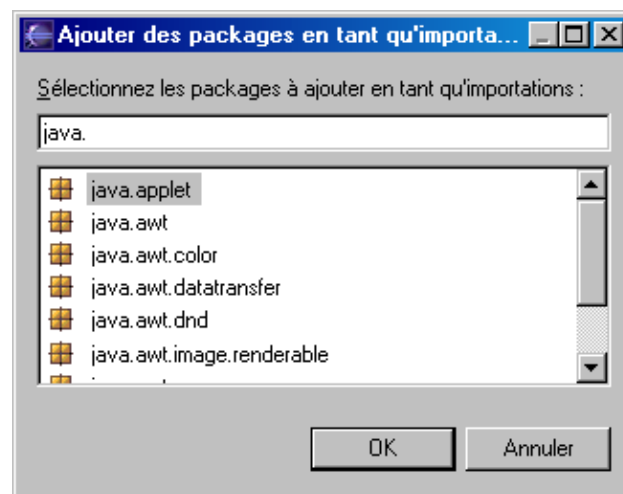 Ajouter des packages en tant qu'importa...
Sélectionnez les packages à ajouter en tant qu'importations :
java.
java.applet
java.awt
java.awt.color
java.awt.datatransfer
java.awt.dnd
java.awt.image.renderable
OK Annuler